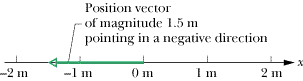 Position vector
of magnitude 1.5 m
pointing in a negative direction
x
–2 m –1 m 0 m 1 m 2 m